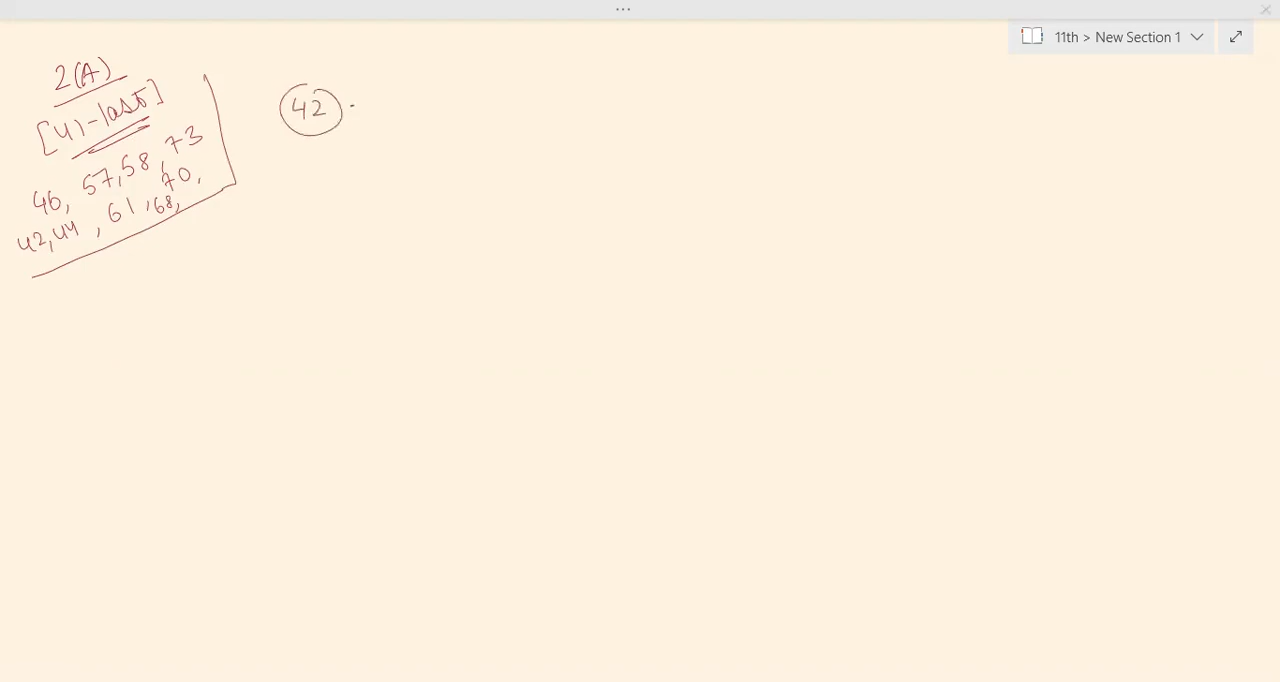 11th > New Section 1
2(A)
[41-last]
46, 57,58, 73
42,44, 61,68, 70,
42.